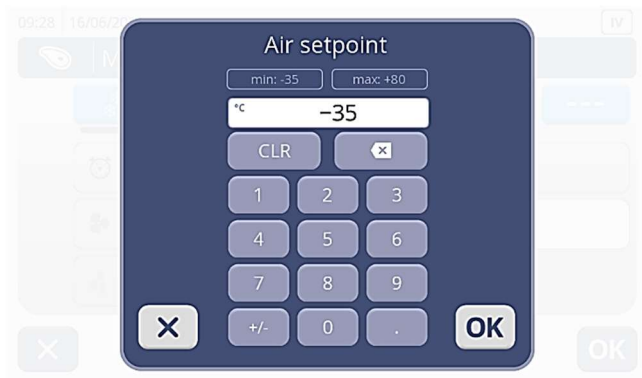 09:28 16/06/20 IV
M
Air setpoint
min: -35 max: +80
°C −35
CLR
1 2 3
4 5 6
7 8 9
+/- 0 .
OK
OK